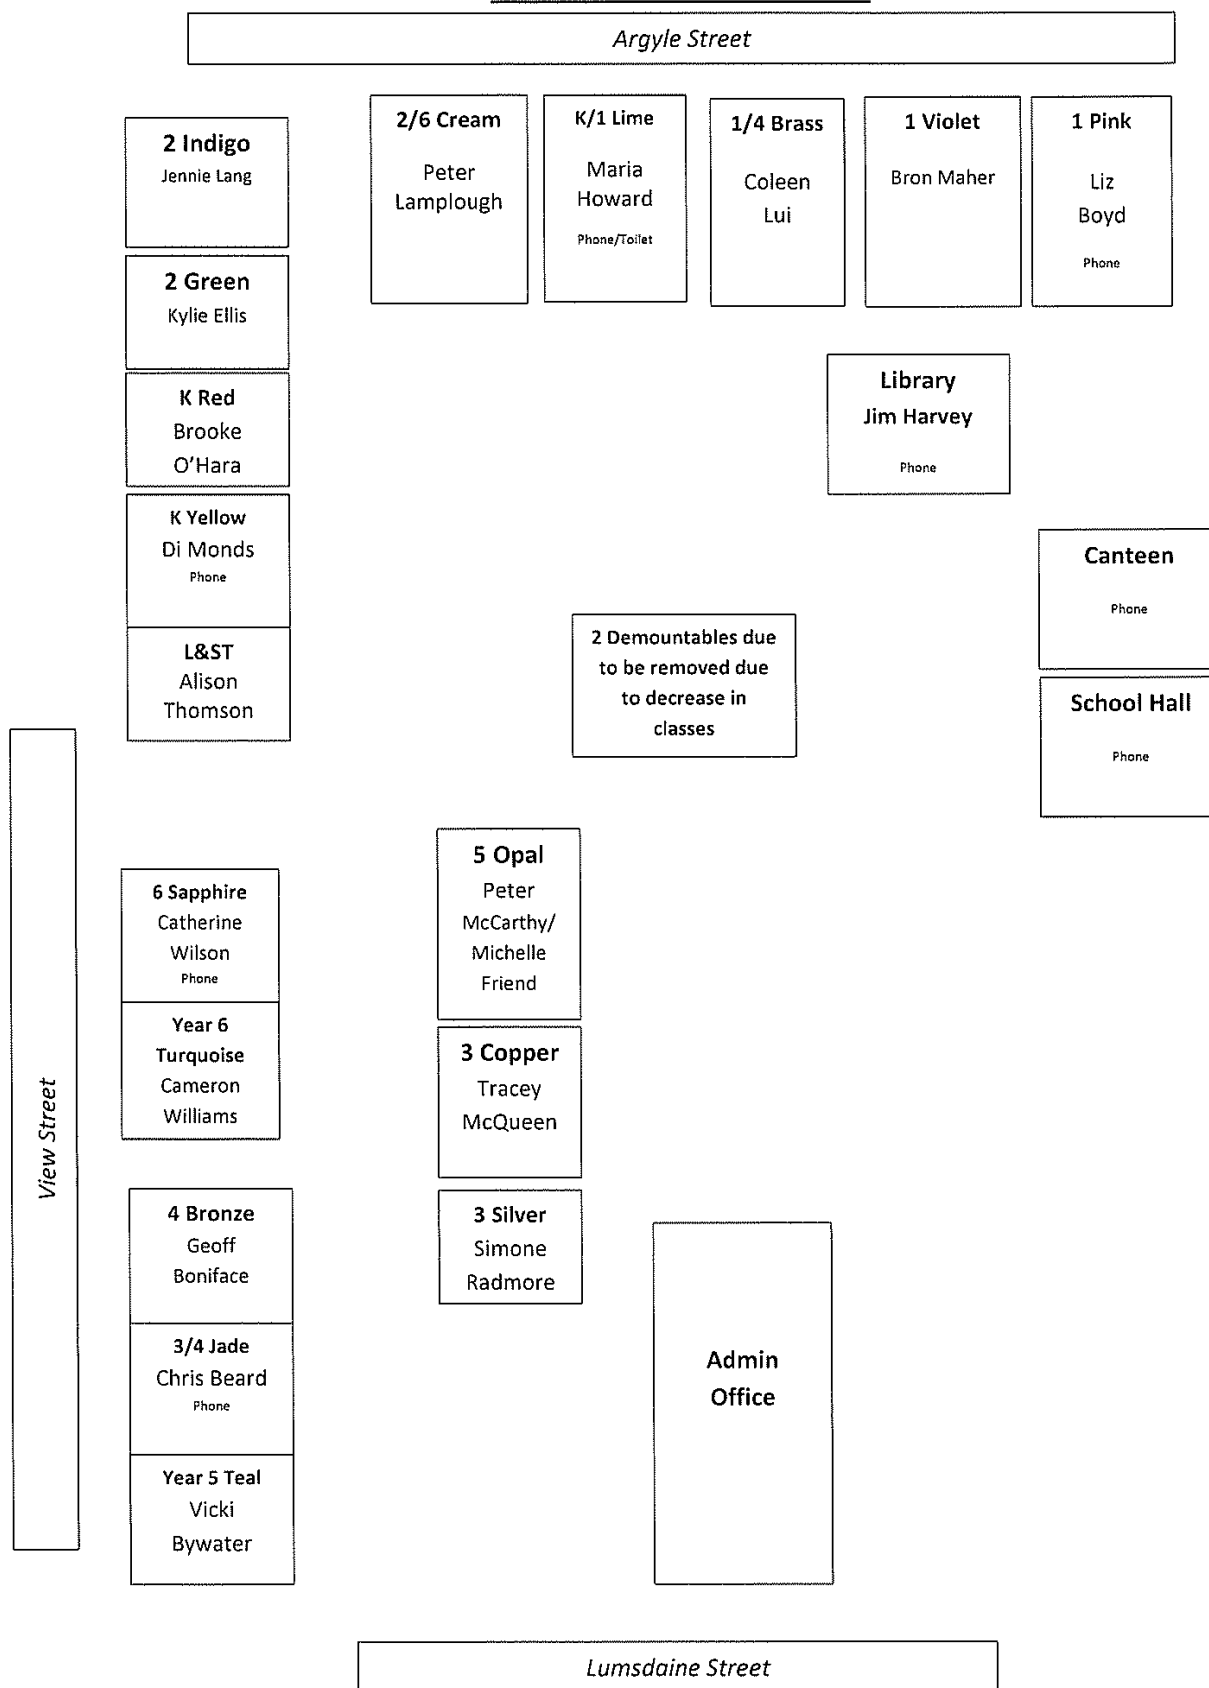 Argyle Street
2 Indigo
Jennie Lang
2/6 Cream
Peter
Lamplough
K/1 Lime
Maria
Howard
Phone/Toilet
1/4 Brass
Coleen
Lui
1 Violet
Bron Maher
1 Pink
Liz
Boyd
Phone
2 Green
Kylie Ellis
K Red
Brooke
O'Hara
K Yellow
Di Monds
Phone
L&ST
Alison
Thomson
Library
Jim Harvey
Phone
Canteen
Phone
School Hall
Phone
2 Demountables due
to be removed due
to decrease in
classes
View Street
6 Sapphire
Catherine
Wilson
Phone
Year 6
Turquoise
Cameron
Williams
5 Opal
Peter
McCarthy/
Michelle
Friend
3 Copper
Tracey
McQueen
3 Silver
Simone
Radmore
4 Bronze
Geoff
Boniface
3/4 Jade
Chris Beard
Phone
Year 5 Teal
Vicki
Bywater
Admin
Office
Lumsdaine Street